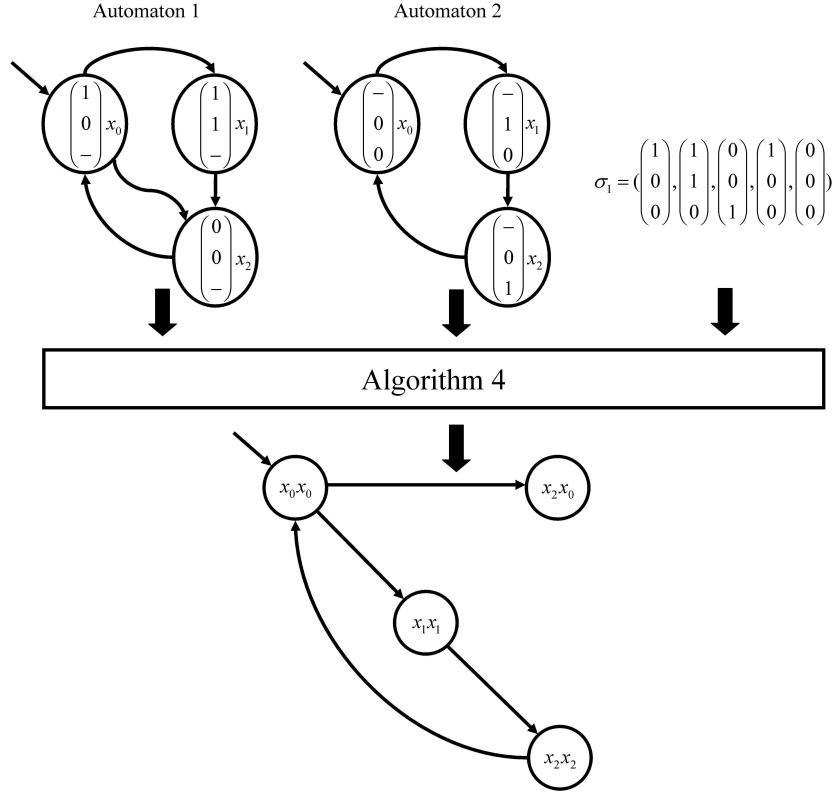 Automaton 1
Automaton 2
(1 0 −) x₀
(1 1 −) x₁
(0 0 −) x₂
(− 0 0) x₀
(− 1 0) x₁
(− 0 1) x₂
σ₁ = ((1 0 0), (1 1 0), (0 0 1), (1 0 0), (0 0 0))
Algorithm 4
x₀x₀
x₂x₀
x₁x₁
x₂x₂